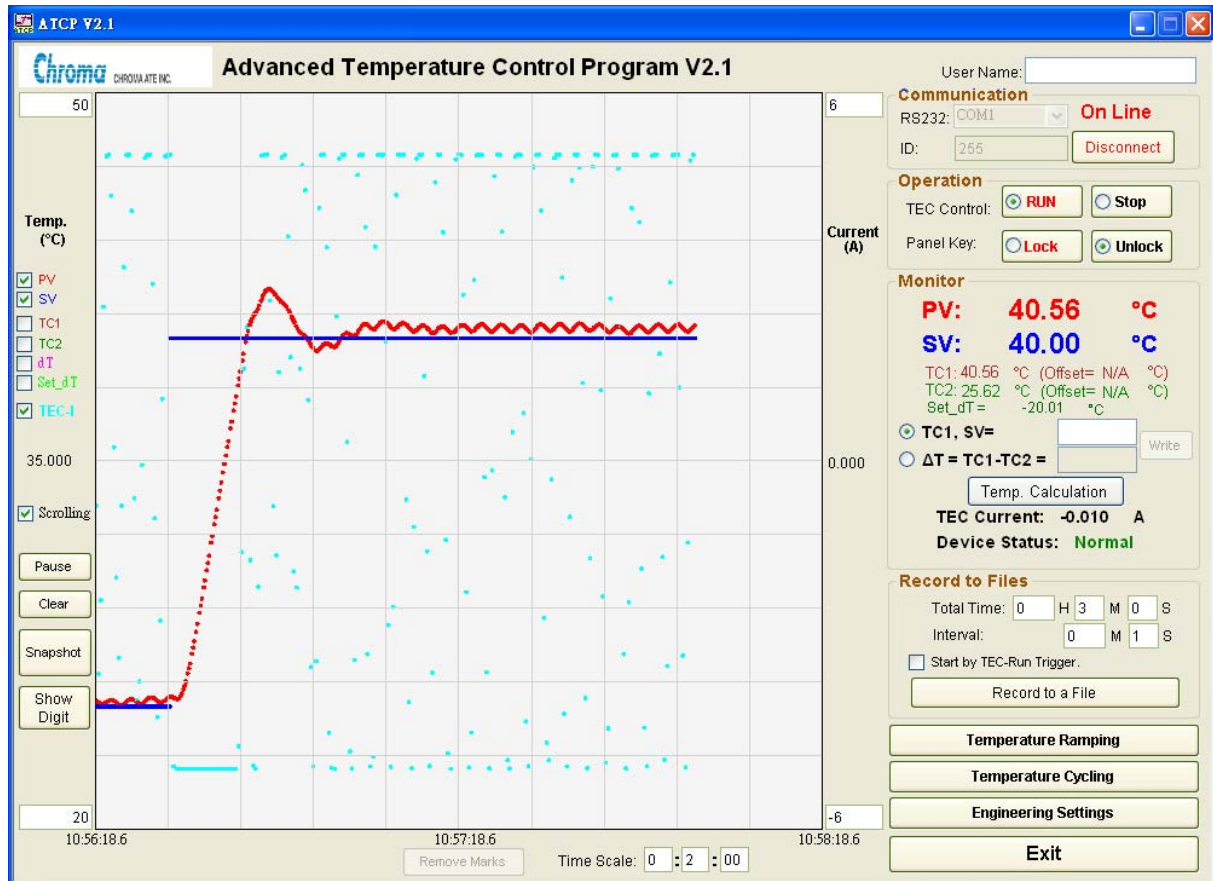 ATCP V2.1
Chroma CHROMA ATE INC.
Advanced Temperature Control Program V2.1
User Name:
50
6
Temp.
(°C)
PV
SV
TC1
TC2
dT
Set_dT
TEC-I
35.000
Scrolling
Pause
Clear
Snapshot
Show
Digit
20
Current
(A)
0.000
-6
10:56:18.6
10:57:18.6
10:58:18.6
Remove Marks
Time Scale: 0 : 2 : 00
Communication
RS232: COM1 On Line
ID: 255 Disconnect
Operation
TEC Control: RUN Stop
Panel Key: Lock Unlock
Monitor
PV: 40.56 °C
SV: 40.00 °C
TC1: 40.56 °C (Offset= N/A °C)
TC2: 25.62 °C (Offset= N/A °C)
Set_dT = -20.01 °C
TC1, SV=
Write
ΔT = TC1-TC2 =
Temp. Calculation
TEC Current: -0.010 A
Device Status: Normal
Record to Files
Total Time: 0 H 3 M 0 S
Interval: 0 M 1 S
Start by TEC-Run Trigger.
Record to a File
Temperature Ramping
Temperature Cycling
Engineering Settings
Exit